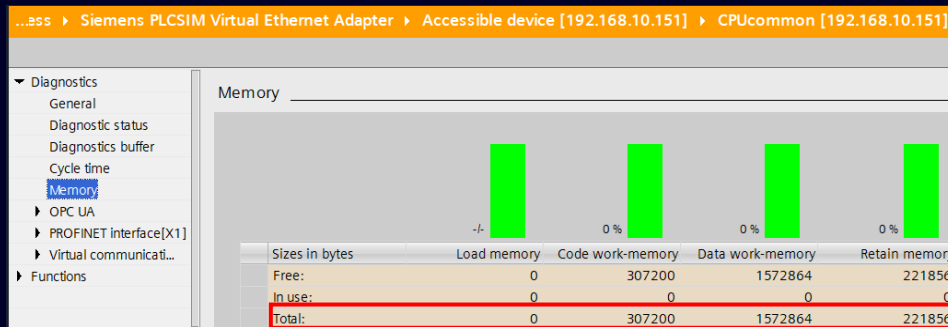 ...ess ▸ Siemens PLCSIM Virtual Ethernet Adapter ▸ Accessible device [192.168.10.151] ▸ CPUcommon [192.168.10.151]
Diagnostics
General
Diagnostic status
Diagnostics buffer
Cycle time
Memory
OPC UA
PROFINET interface[X1]
Virtual communicati...
Functions
Memory
-/- 0 % 0 % 0 %
Sizes in bytes Load memory Code work-memory Data work-memory Retain memory
Free: 0 307200 1572864 221856
In use: 0 0 0 0
Total: 0 307200 1572864 221856